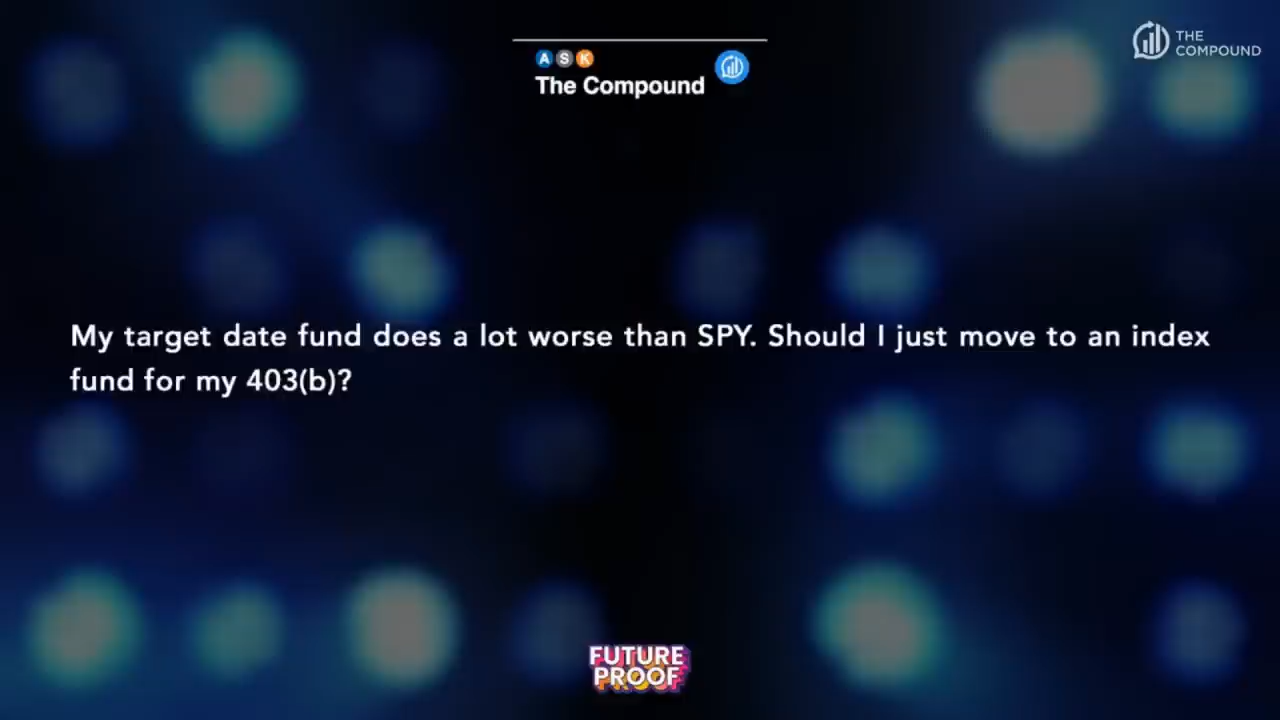 ASK
The Compound
THE
COMPOUND
My target date fund does a lot worse than SPY. Should I just move to an index
fund for my 403(b)?
FUTURE
PROOF